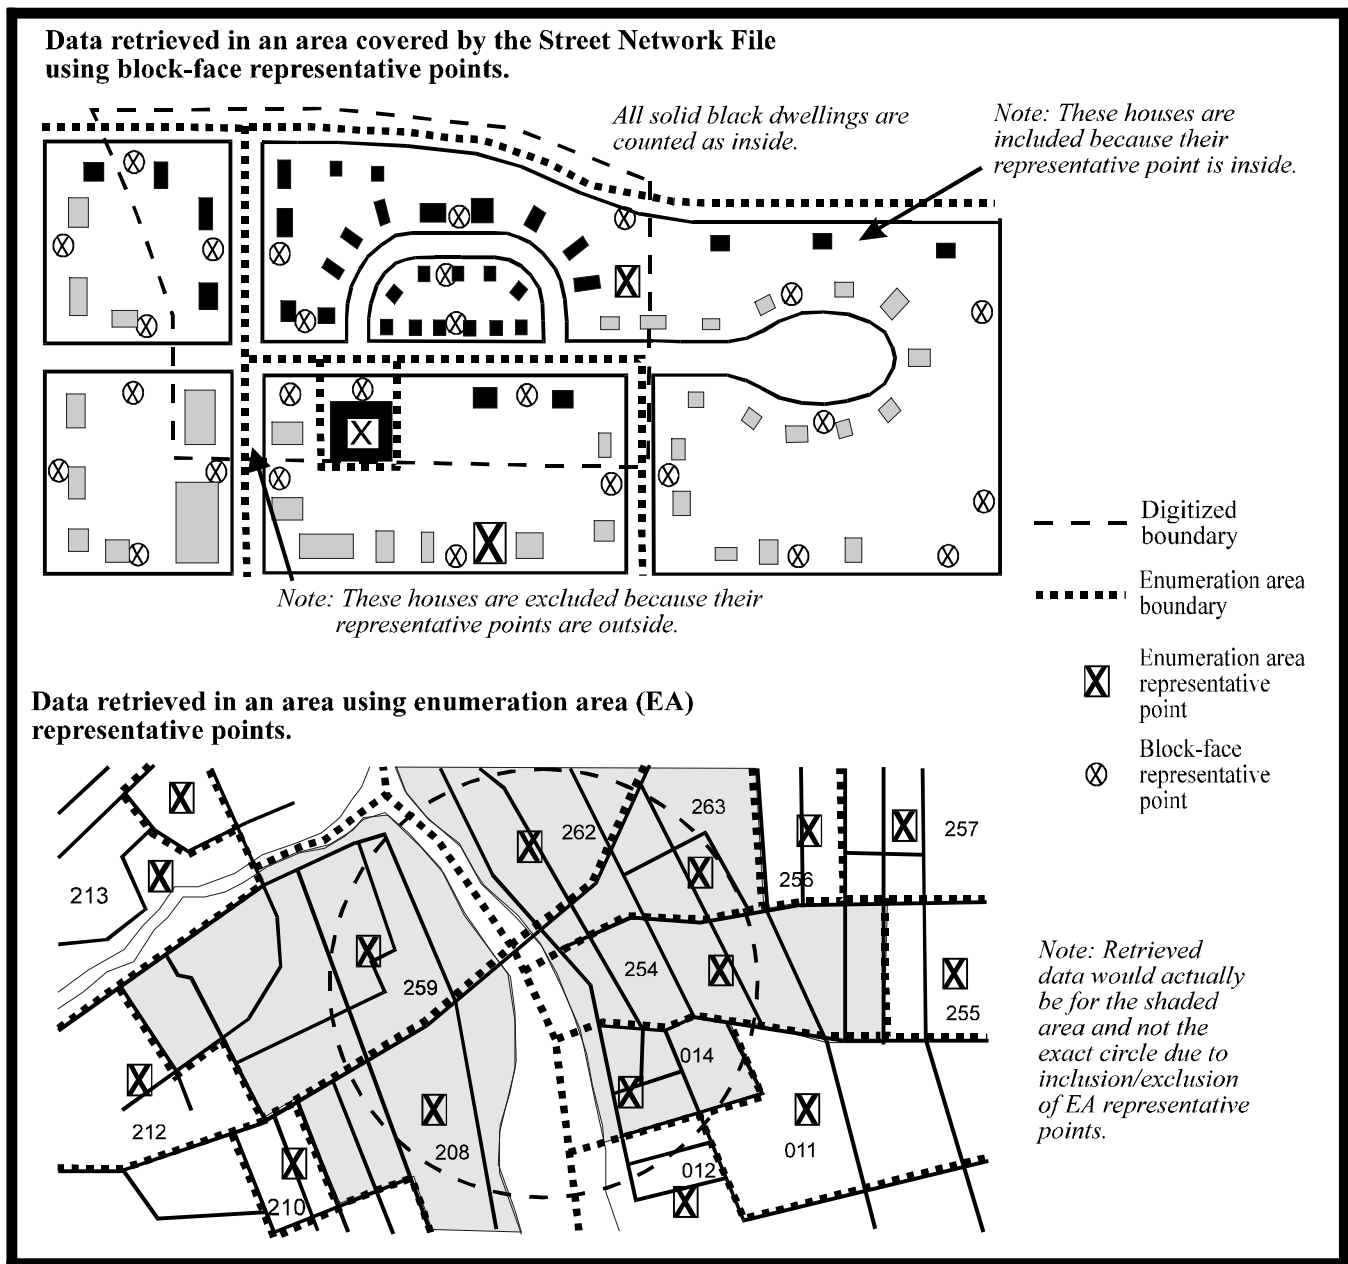 Data retrieved in an area covered by the Street Network File
using block-face representative points.
All solid black dwellings are
counted as inside.
Note: These houses are
included because their
representative point is inside.
Note: These houses are excluded because their
representative points are outside.
Digitized
boundary
Enumeration area
boundary
Enumeration area
representative
point
Block-face
representative
point
Data retrieved in an area using enumeration area (EA)
representative points.
263
262
257
256
213
254
259
255
014
212
208
011
012
210
Note: Retrieved
data would actually
be for the shaded
area and not the
exact circle due to
inclusion/exclusion
of EA representative
points.